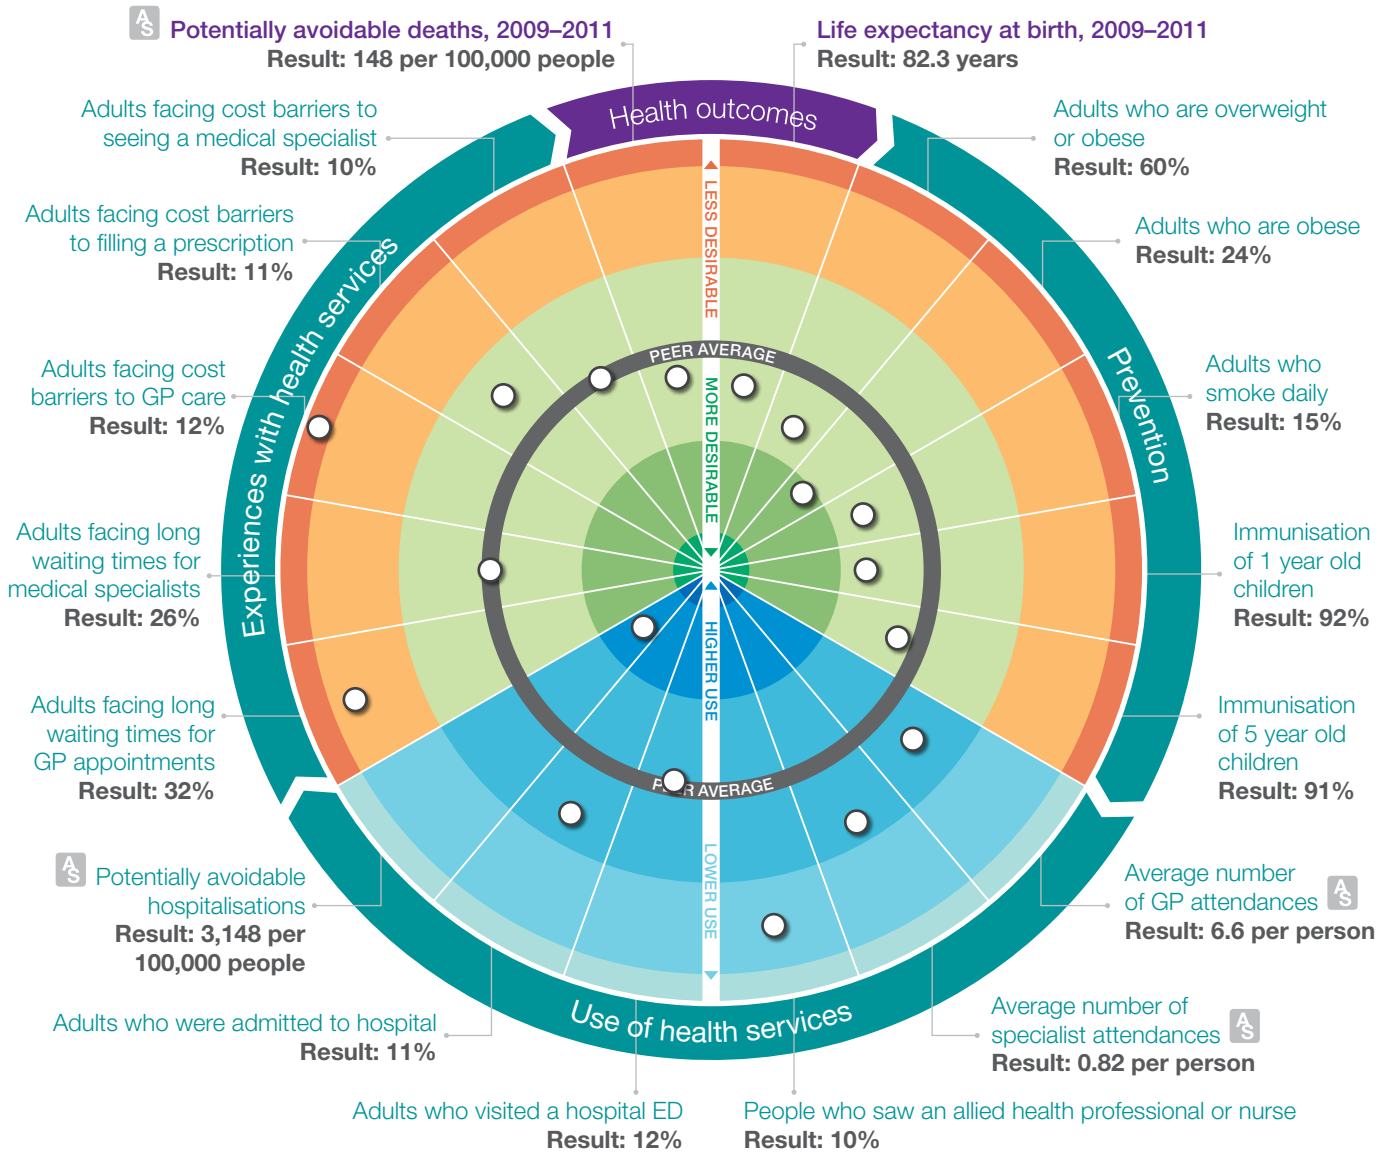 AS Potentially avoidable deaths, 2009–2011
Result: 148 per 100,000 people
Life expectancy at birth, 2009–2011
Result: 82.3 years
Health outcomes
Adults facing cost barriers to
seeing a medical specialist
Result: 10%
Adults who are overweight
or obese
Result: 60%
Adults facing cost barriers
to filling a prescription
Result: 11%
Adults who are obese
Result: 24%
Adults facing cost
barriers to GP care
Result: 12%
Adults who
smoke daily
Result: 15%
Experiences with health services
Prevention
LESS DESIRABLE
PEER AVERAGE
MORE DESIRABLE
Adults facing long
waiting times for
medical specialists
Result: 26%
Immunisation
of 1 year old
children
Result: 92%
HIGHER USE
Adults facing long
waiting times for
GP appointments
Result: 32%
Immunisation
of 5 year old
children
Result: 91%
PEER AVERAGE
LOWER USE
AS Potentially avoidable
hospitalisations
Result: 3,148 per
100,000 people
Average number
of GP attendances AS
Result: 6.6 per person
Use of health services
Adults who were admitted to hospital
Result: 11%
Average number of
specialist attendances AS
Result: 0.82 per person
Adults who visited a hospital ED
Result: 12%
People who saw an allied health professional or nurse
Result: 10%